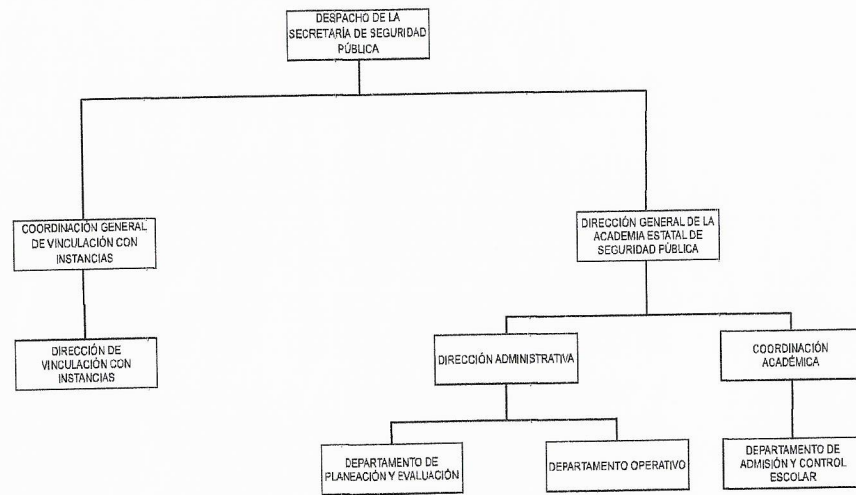 DESPACHO DE LA
SECRETARÍA DE SEGURIDAD
PÚBLICA
COORDINACIÓN GENERAL
DE VINCULACIÓN CON
INSTANCIAS
DIRECCIÓN GENERAL DE LA
ACADEMIA ESTATAL DE
SEGURIDAD PÚBLICA
DIRECCIÓN DE
VINCULACIÓN CON
INSTANCIAS
DIRECCIÓN ADMINISTRATIVA
COORDINACIÓN
ACADÉMICA
DEPARTAMENTO DE
PLANEACIÓN Y EVALUACIÓN
DEPARTAMENTO OPERATIVO
DEPARTAMENTO DE
ADMISIÓN Y CONTROL
ESCOLAR